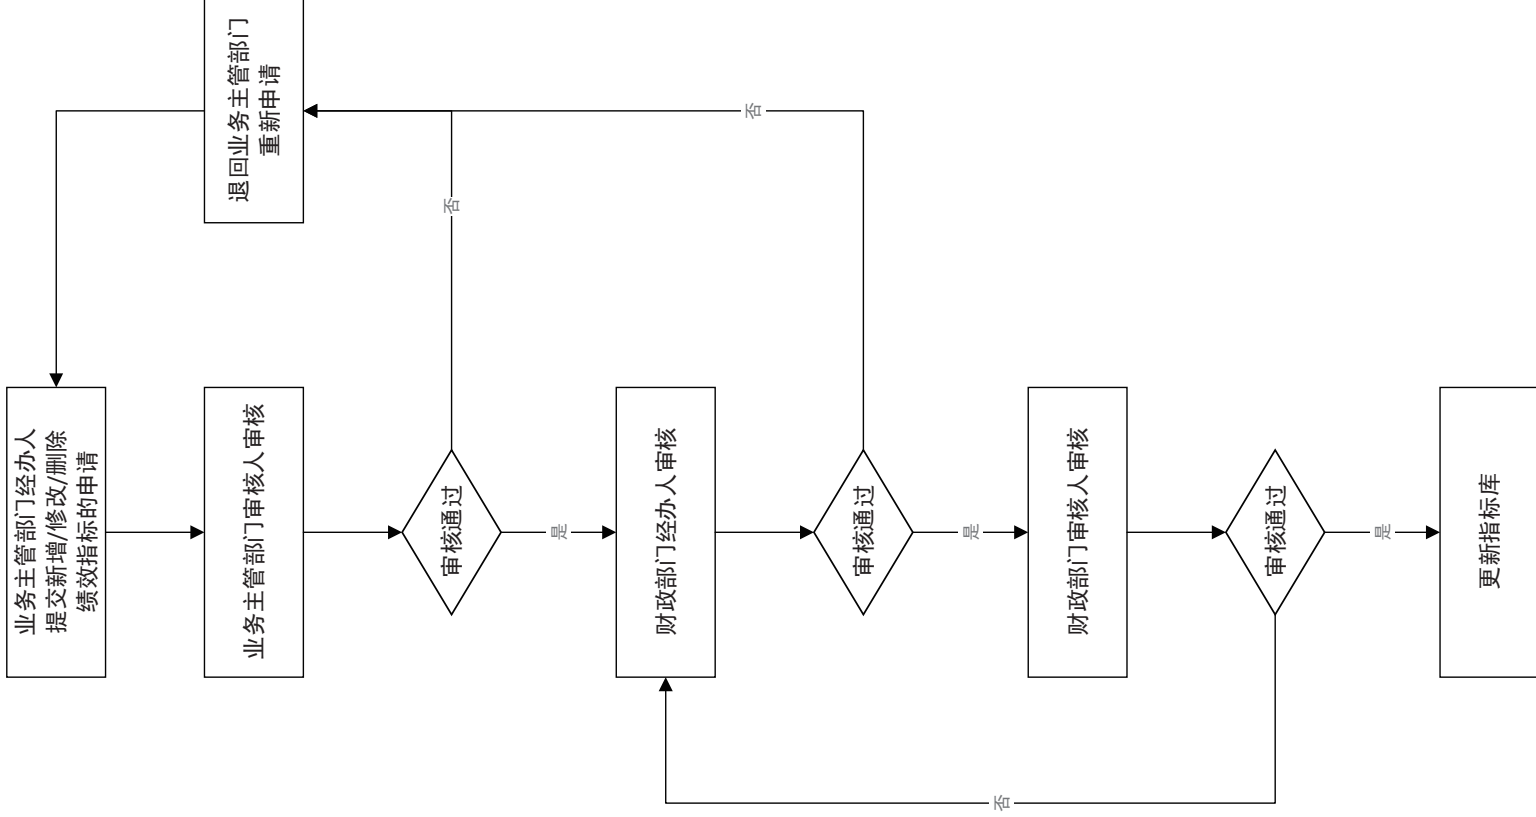 业务主管部门经办人
提交新增/修改/删除
绩效指标的申请
业务主管部门审核人审核
审核通过
否
退回业务主管部门
重新申请
是
财政部门经办人审核
审核通过
否
是
财政部门审核人审核
审核通过
否
是
更新指标库